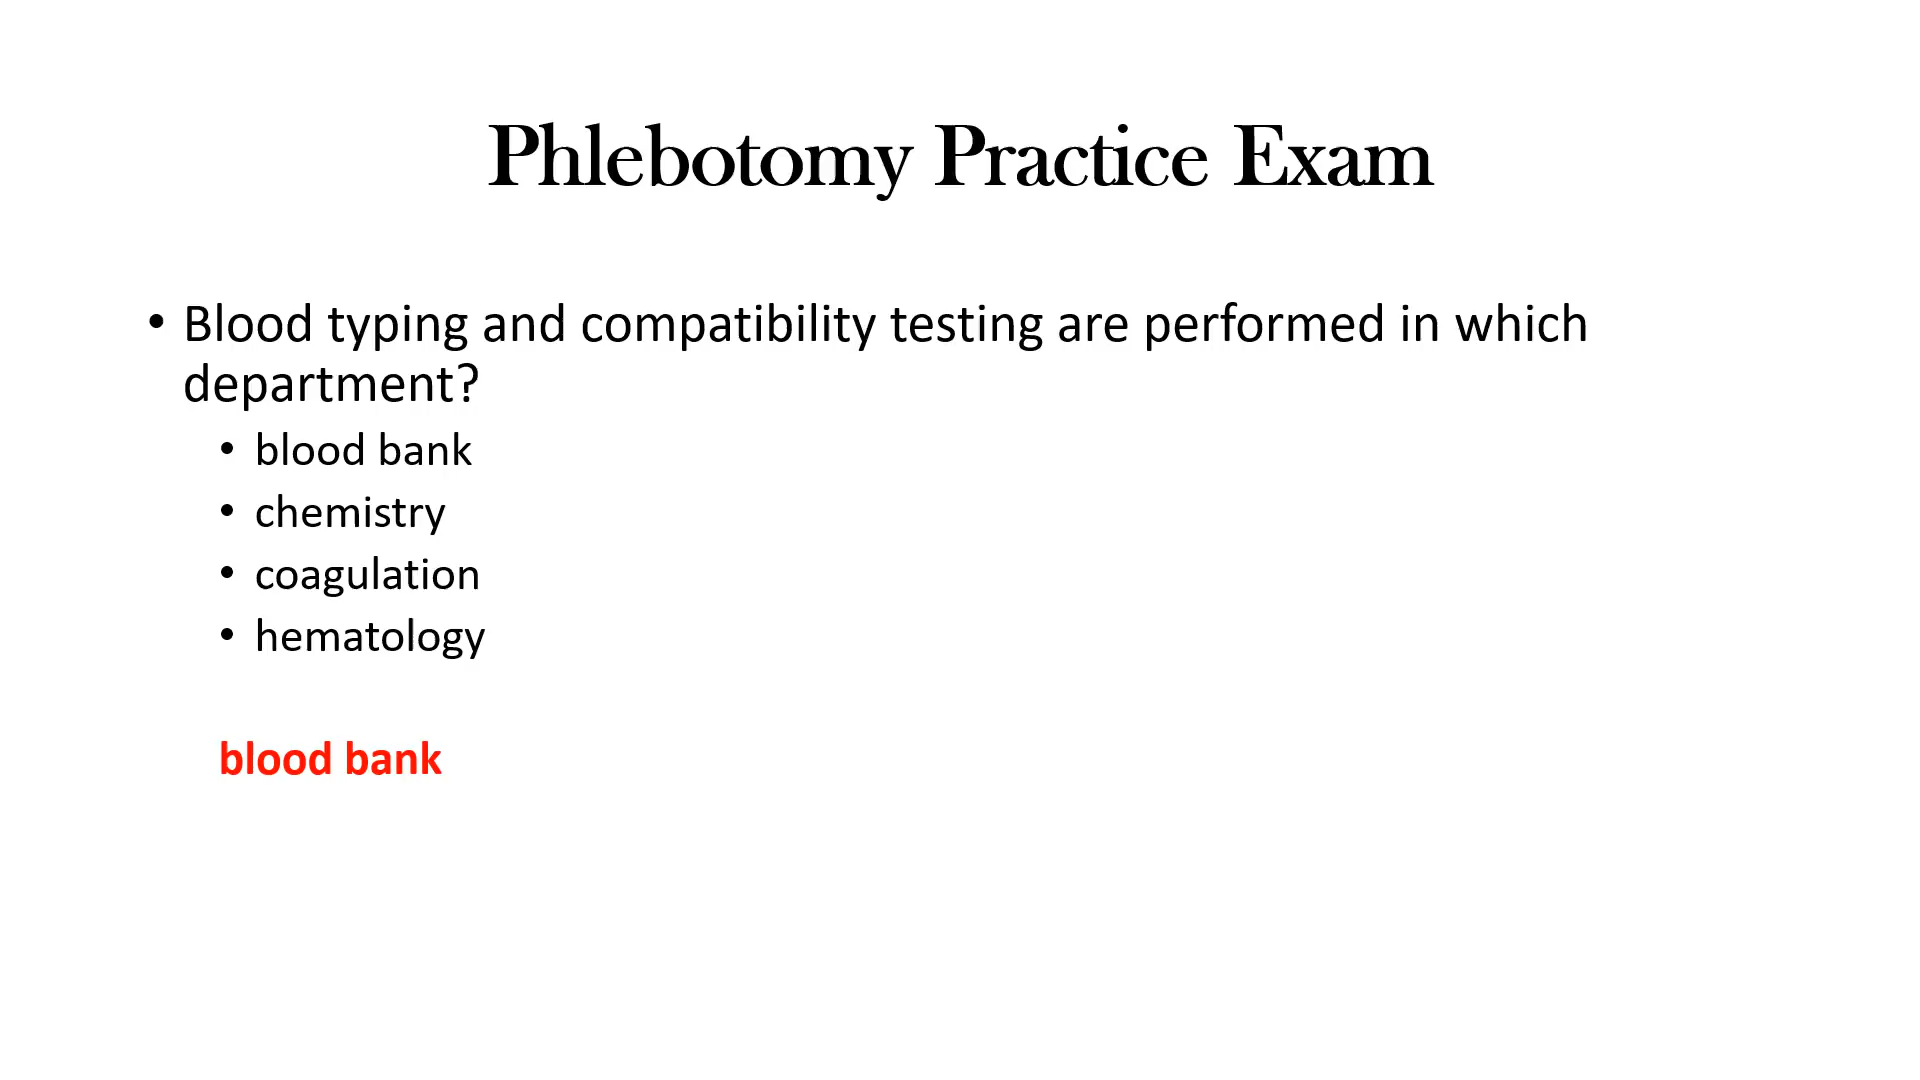 Phlebotomy Practice Exam
• Blood typing and compatibility testing are performed in which
department?
• blood bank
• chemistry
• coagulation
• hematology
blood bank